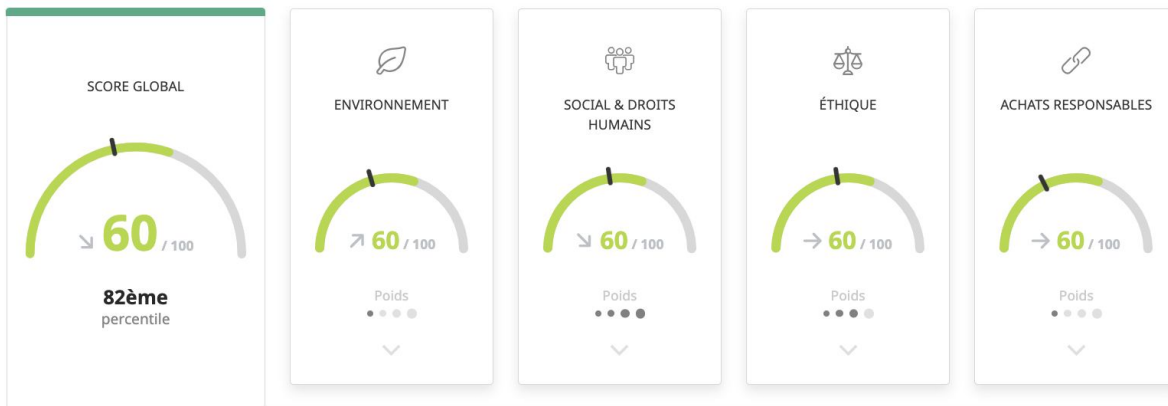 SCORE GLOBAL
60 / 100
82ème
percentile
ENVIRONNEMENT
60 / 100
Poids
SOCIAL & DROITS
HUMAINS
60 / 100
Poids
ÉTHIQUE
60 / 100
Poids
ACHATS RESPONSABLES
60 / 100
Poids